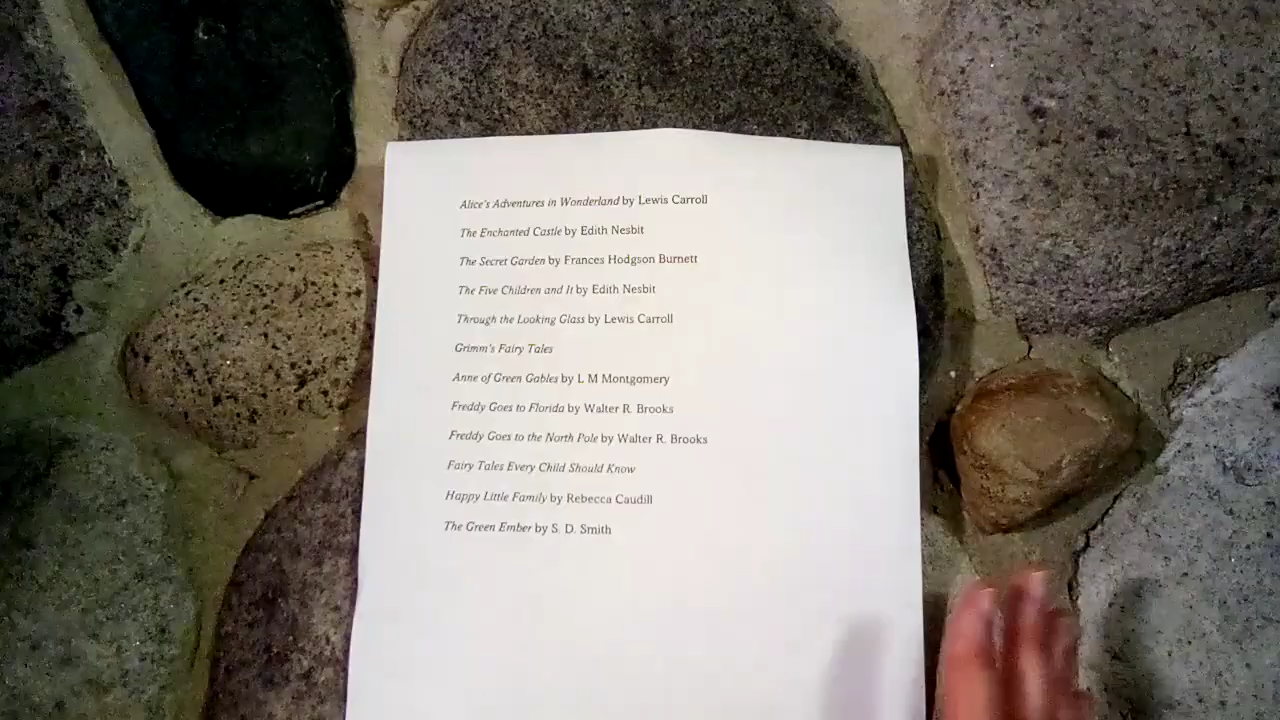 Alice's Adventures in Wonderland by Lewis Carroll
The Enchanted Castle by Edith Nesbit
The Secret Garden by Frances Hodgson Burnett
The Five Children and It by Edith Nesbit
Through the Looking Glass by Lewis Carroll
Grimm's Fairy Tales
Anne of Green Gables by L M Montgomery
Freddy Goes to Florida by Walter R. Brooks
Freddy Goes to the North Pole by Walter R. Brooks
Fairy Tales Every Child Should Know
Happy Little Family by Rebecca Caudill
The Green Ember by S. D. Smith